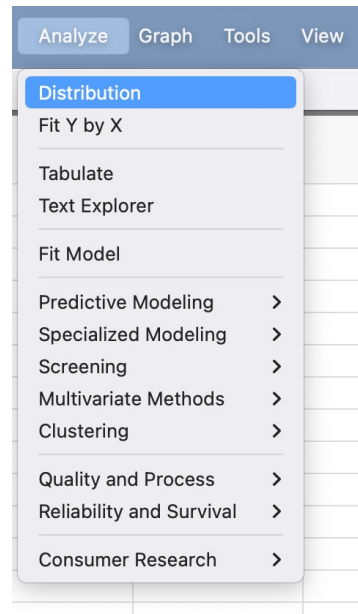 Analyze Graph Tools View
Distribution
Fit Y by X
Tabulate
Text Explorer
Fit Model
Predictive Modeling
Specialized Modeling
Screening
Multivariate Methods
Clustering
Quality and Process
Reliability and Survival
Consumer Research